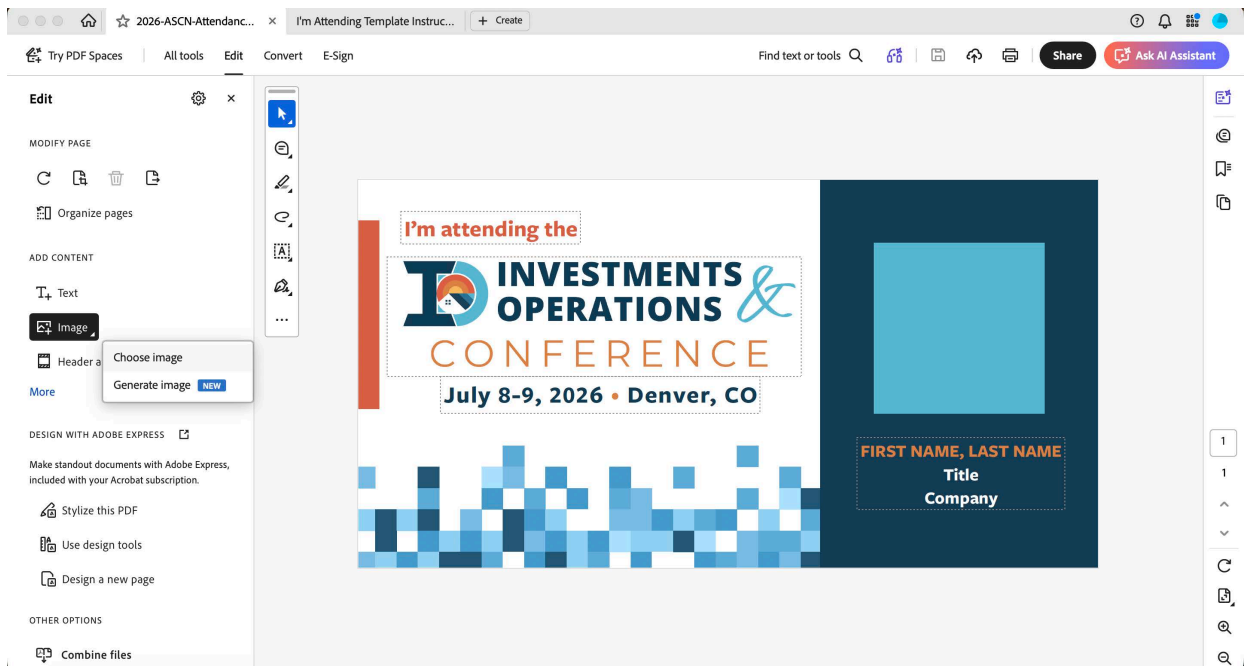 2026-ASCN-Attendanc...
I'm Attending Template Instruc...
Create
Try PDF Spaces
All tools
Edit
Convert
E-Sign
Find text or tools
Share
Ask AI Assistant
Edit
MODIFY PAGE
Organize pages
ADD CONTENT
Text
Image
Header a
Choose image
Generate image NEW
More
DESIGN WITH ADOBE EXPRESS
Make standout documents with Adobe Express,
included with your Acrobat subscription.
Stylize this PDF
Use design tools
Design a new page
OTHER OPTIONS
Combine files
I'm attending the
INVESTMENTS &
OPERATIONS
CONFERENCE
July 8-9, 2026 • Denver, CO
FIRST NAME, LAST NAME
Title
Company
1
1